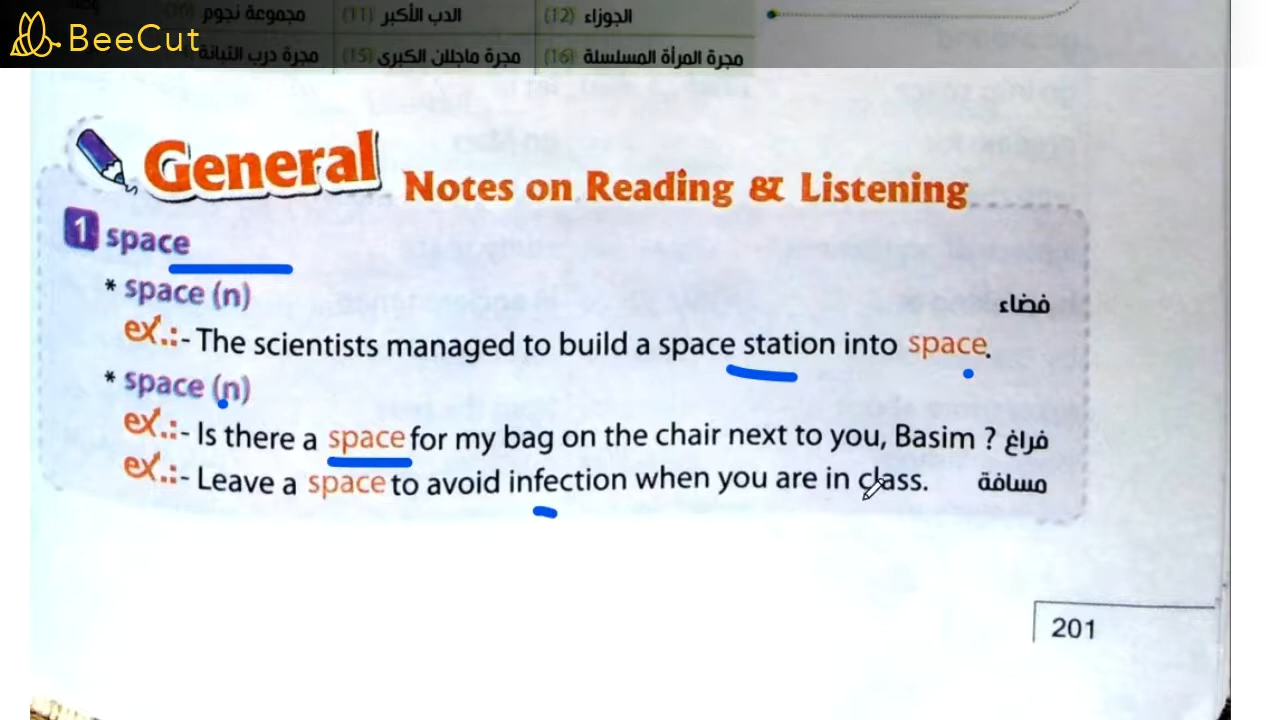 BeeCut
الجوزاء (12) الدب الأكبر (11) مجموعة نجوم (10)
مجرة المرأة المسلسلة (16) مجرة ماجللن الكبرى (15) مجرة درب التبانة
General Notes on Reading & Listening
1 space
* space (n) فضاء
ex.:- The scientists managed to build a space station into space.
* space (n)
ex.:- Is there a space for my bag on the chair next to you, Basim ? فراغ
ex.:- Leave a space to avoid infection when you are in class. مسافة
201